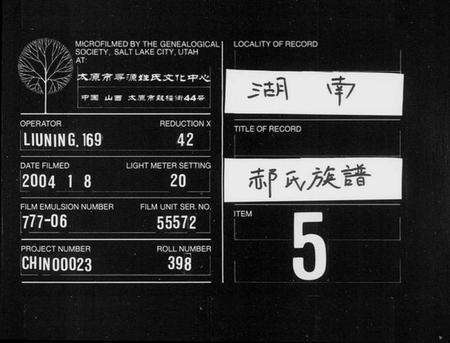 MICROFILMED BY THE GENEALOGICAL
SOCIETY, SALT LAKE CITY, UTAH
AT:
太原市寻源姓氏文化中心
中国 山西 太原市鼓楼街44号
OPERATOR REDUCTION X
LIUNING.169 42
DATE FILMED LIGHT METER SETTING
2004 1 8 20
FILM EMULSION NUMBER FILM UNIT SER. NO.
777-06 55572
PROJECT NUMBER ROLL NUMBER
CHIN00023 398
LOCALITY OF RECORD
湖 南
TITLE OF RECORD
郝氏族譜
ITEM
5